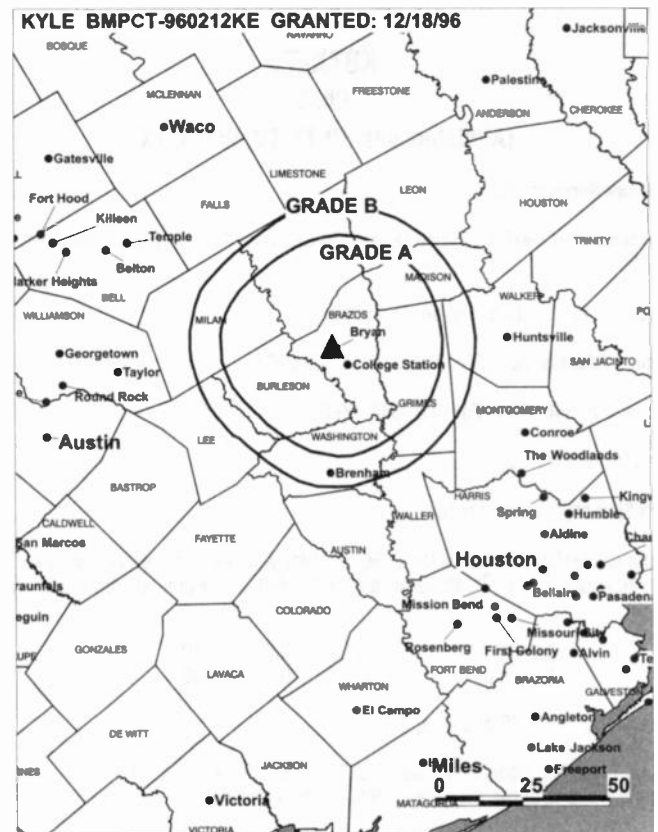 KYLE BMPCT-960212KE GRANTED: 12/18/96
BOSQUE
Jacksonville
MCLENNAN
FREESTONE
Palestine
ANDERSON
CHEROKEE
Waco
Gatesville
LIMESTONE
LEON
Fort Hood
FALLS
GRADE B
HOUSTON
Killeen
Temple
TRINITY
Belton
GRADE A
MADISON
BELL
WALKER
WILLIAMSON
MILAM
BRAZOS
Bryan
Huntsville
Georgetown
College Station
SAN JACINTO
Taylor
BURLESON
Round Rock
GRIMES
MONTGOMERY
Austin
LEE
WASHINGTON
Conroe
Brenham
The Woodlands
BASTROP
HARRIS
WALLER
Spring
CALDWELL
Humble
San Marcos
FAYETTE
Aldine
AUSTIN
Houston
Bellaire
Pasadena
COLORADO
Mission Bend
Missouri City
GONZALES
Rosenberg
First Colony
Alvin
LAVACA
FORT BEND
WHARTON
BRAZORIA
GALVESTON
El Campo
Angleton
DE WITT
Lake Jackson
JACKSON
Miles
Freeport
0 25 50
Victoria
MATAGORDA
VICTORIA